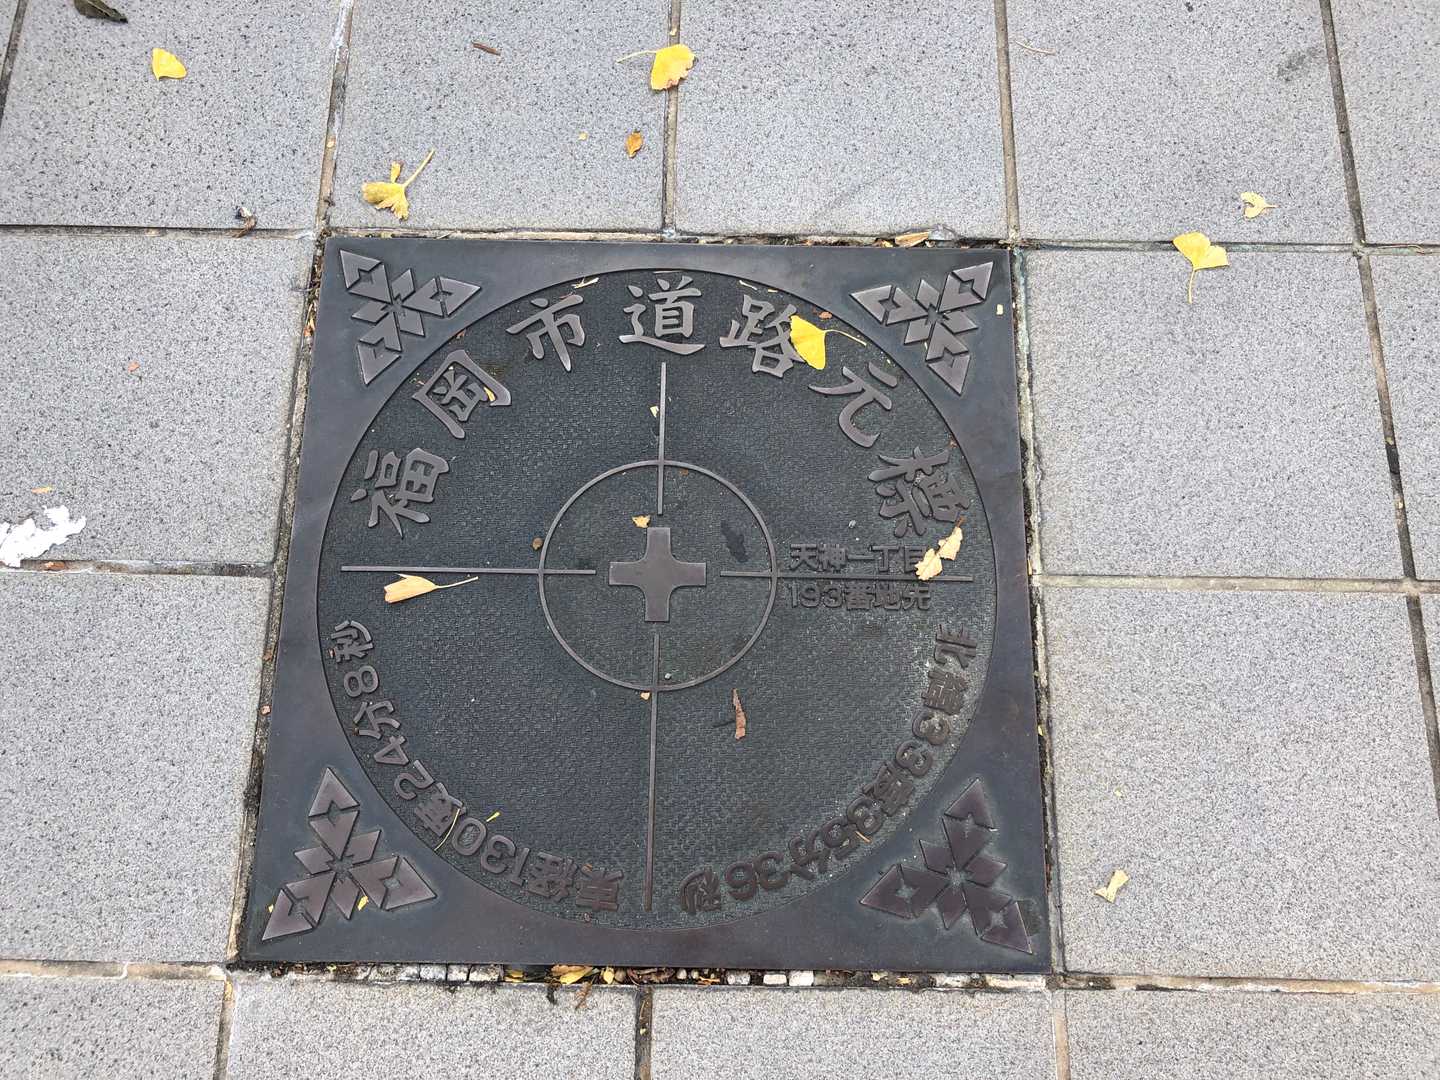 福岡市道路元標
天神一丁目
193番地先
北緯33度35分36秒
東経130度24分8秒